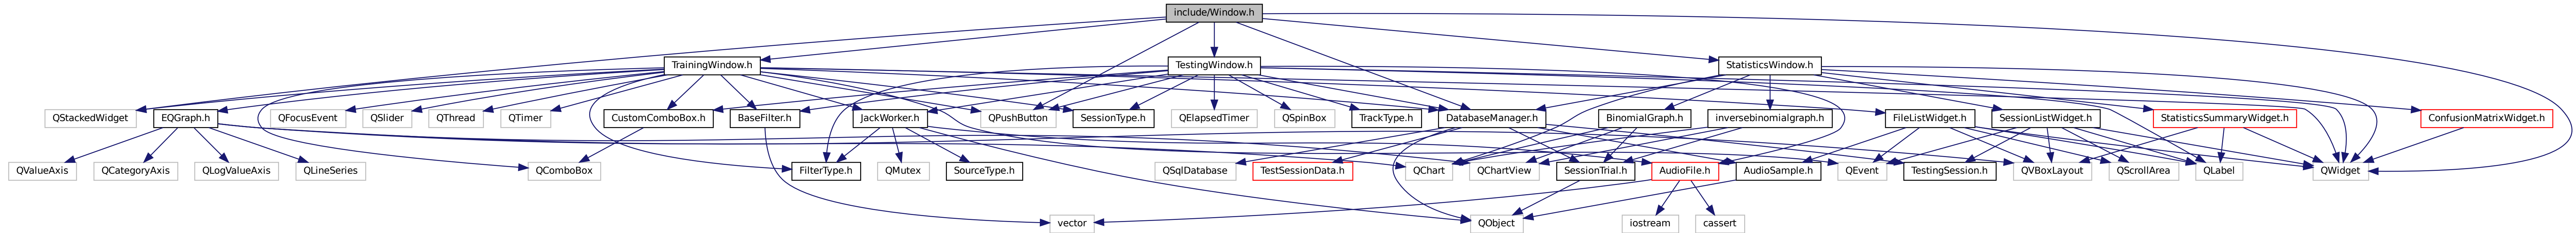 include/Window.h
TrainingWindow.h
TestingWindow.h
StatisticsWindow.h
QStackedWidget
EQGraph.h
QFocusEvent
QSlider
QThread
QTimer
CustomComboBox.h
BaseFilter.h
JackWorker.h
QPushButton
SessionType.h
QElapsedTimer
QSpinBox
TrackType.h
DatabaseManager.h
BinomialGraph.h
inversebinomialgraph.h
FileListWidget.h
SessionListWidget.h
StatisticsSummaryWidget.h
ConfusionMatrixWidget.h
QValueAxis
QCategoryAxis
QLogValueAxis
QLineSeries
QComboBox
FilterType.h
QMutex
SourceType.h
QSqlDatabase
TestSessionData.h
QChart
QChartView
SessionTrial.h
AudioFile.h
AudioSample.h
QEvent
TestingSession.h
QVBoxLayout
QScrollArea
QLabel
QWidget
vector
QObject
iostream
cassert